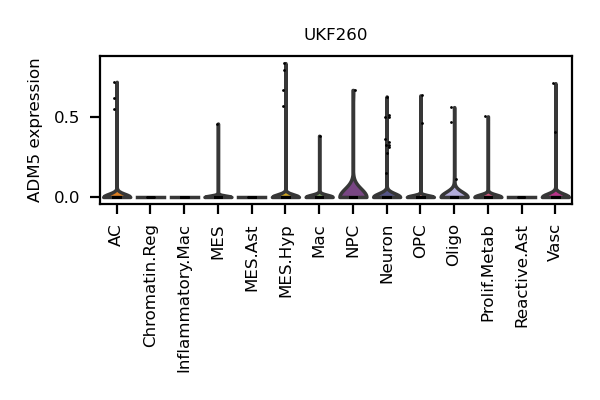 UKF260
ADM5 expression
0.5
0.0
AC
Chromatin.Reg
Inflammatory.Mac
MES
MES.Ast
MES.Hyp
Mac
NPC
Neuron
OPC
Oligo
Prolif.Metab
Reactive.Ast
Vasc